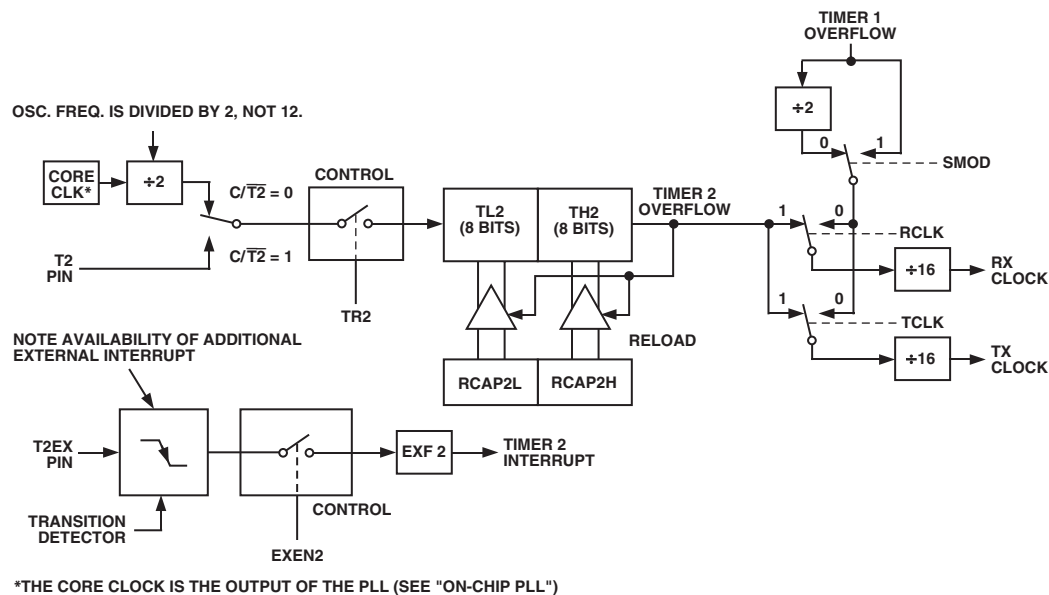 TIMER 1
OVERFLOW
OSC. FREQ. IS DIVIDED BY 2, NOT 12.
÷2
0
1
SMOD
CORE
CLK*
÷2
C/T2̅ = 0
CONTROL
TL2
(8 BITS)
TH2
(8 BITS)
TIMER 2
OVERFLOW
1
0
RCLK
T2
PIN
C/T2̅ = 1
÷16
RX
CLOCK
TR2
1
0
TCLK
RELOAD
÷16
TX
CLOCK
RCAP2L
RCAP2H
NOTE AVAILABILITY OF ADDITIONAL
EXTERNAL INTERRUPT
T2EX
PIN
EXF 2
TIMER 2
INTERRUPT
CONTROL
TRANSITION
DETECTOR
EXEN2
*THE CORE CLOCK IS THE OUTPUT OF THE PLL (SEE "ON-CHIP PLL")